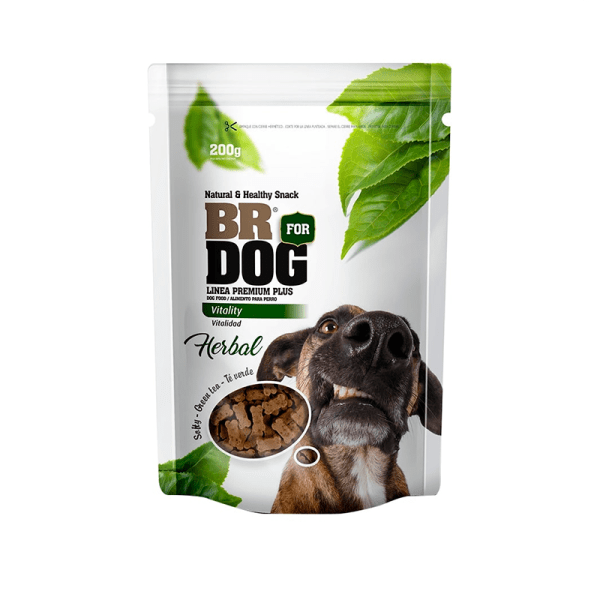 200g
Natural & Healthy Snack
BR® FOR
DOG
LINEA PREMIUM PLUS
DOG FOOD / ALIMENTO PARA PERRO
Vitality
Vitalidad
Herbal
Softy - Green tea - Té verde